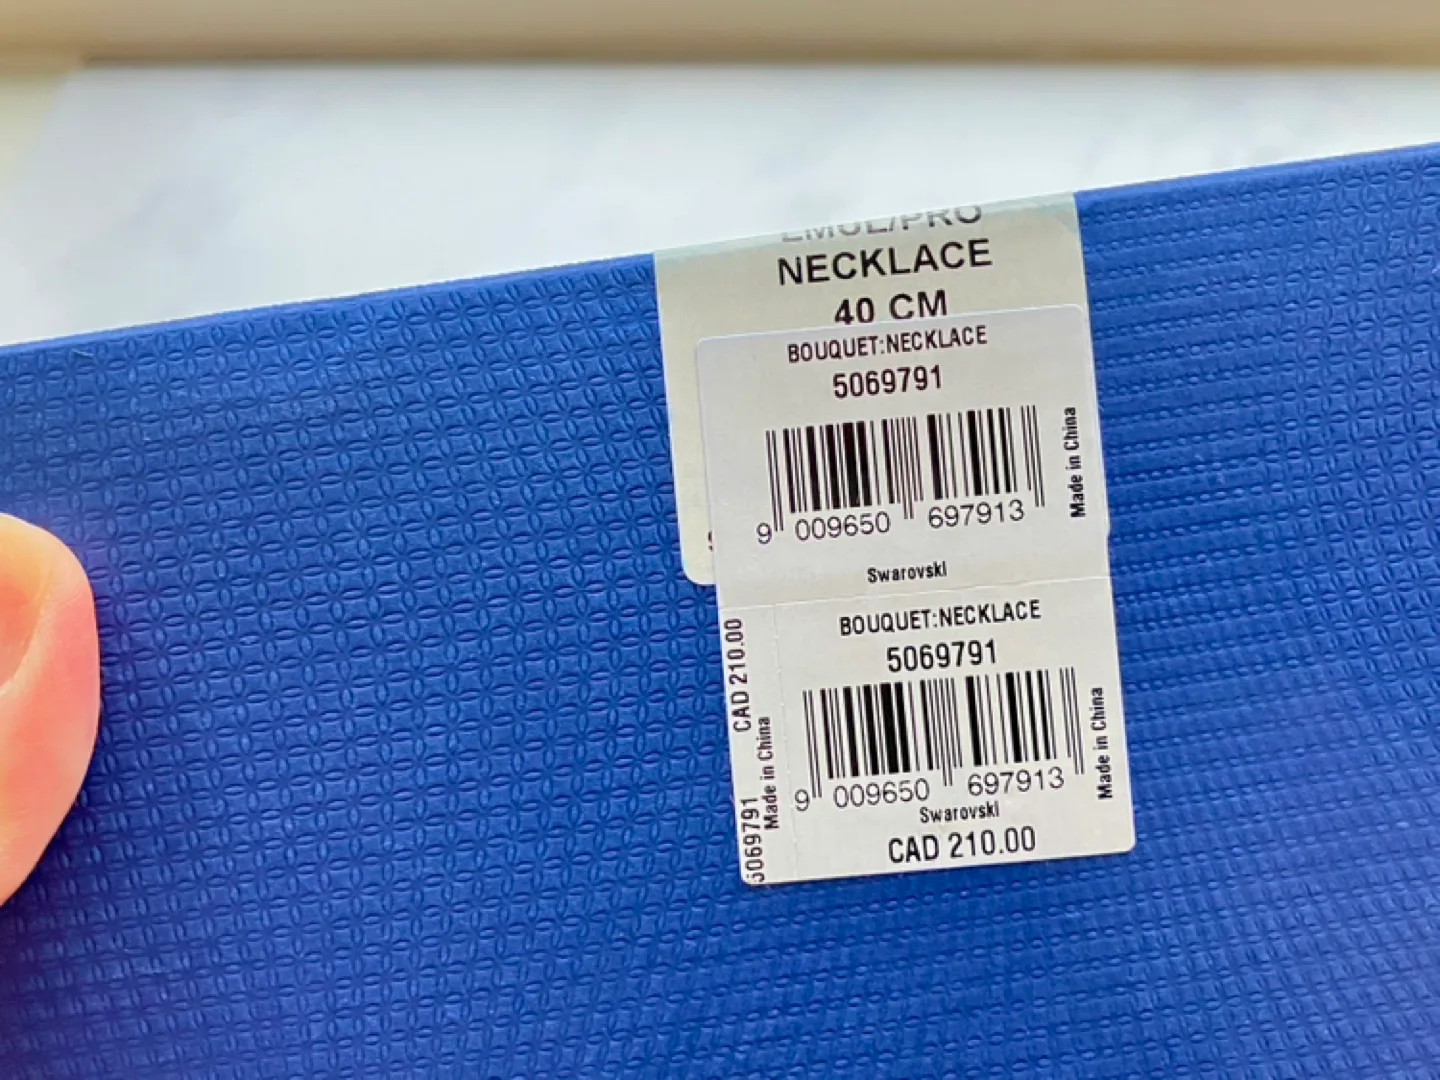 NECKLACE
40 CM
BOUQUET:NECKLACE
5069791
9 009650 697913
Made in China
Swarovski
BOUQUET:NECKLACE
5069791
9 009650 697913
Made in China
Swarovski
CAD 210.00
CAD 210.00
Made in China
5069791